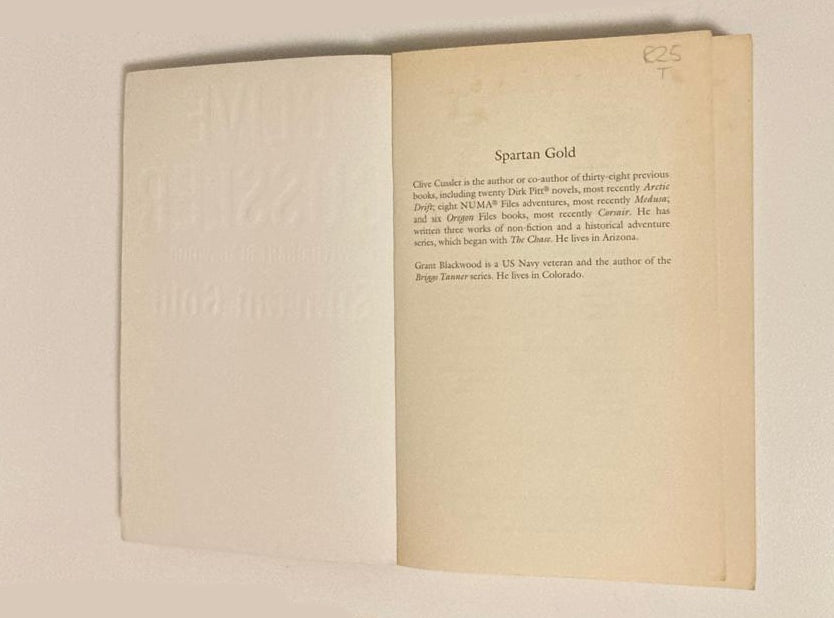 R25
T
Spartan Gold
Clive Cussler is the author or co-author of thirty-eight previous
books, including twenty Dirk Pitt® novels, most recently Arctic
Drift; eight NUMA® Files adventures, most recently Medusa;
and six Oregon Files books, most recently Corsair. He has
written three works of non-fiction and a historical adventure
series, which began with The Chase. He lives in Arizona.
Grant Blackwood is a US Navy veteran and the author of the
Briggs Tanner series. He lives in Colorado.